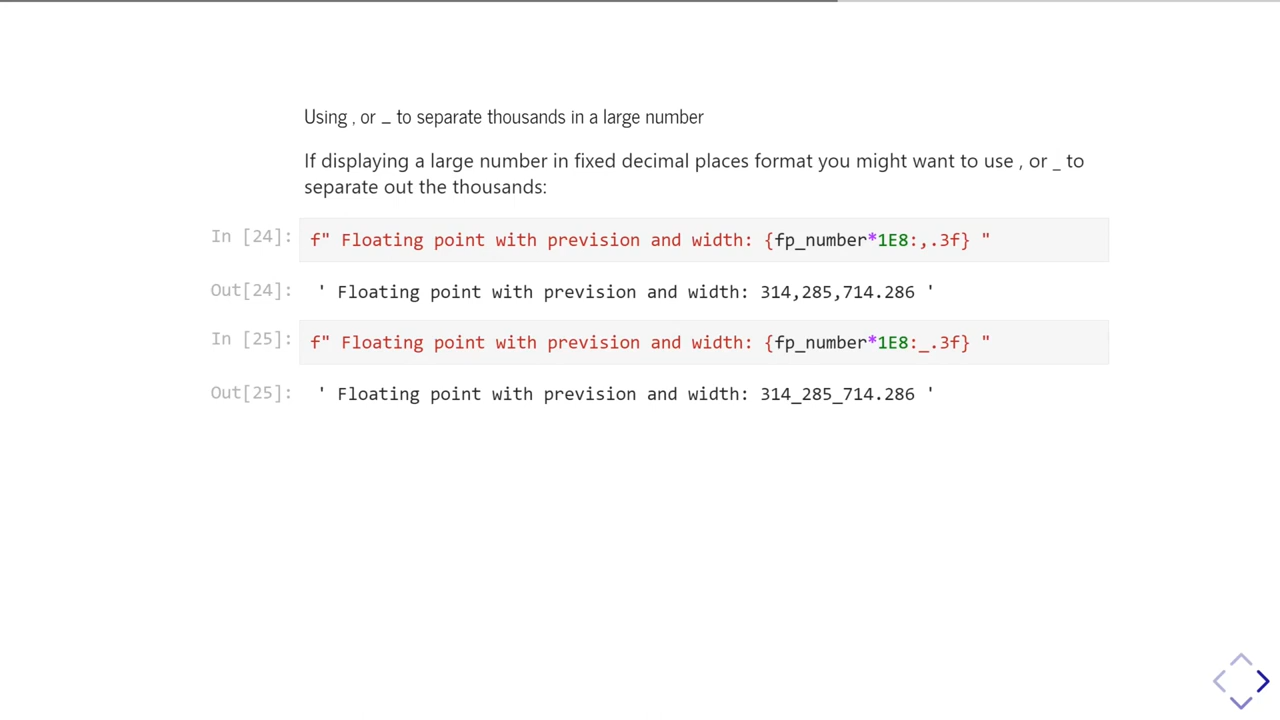 Using , or _ to separate thousands in a large number
If displaying a large number in fixed decimal places format you might want to use , or _ to
separate out the thousands:
In [24]: f" Floating point with prevision and width: {fp_number*1E8:,.3f} "
Out[24]: ' Floating point with prevision and width: 314,285,714.286 '
In [25]: f" Floating point with prevision and width: {fp_number*1E8:_.3f} "
Out[25]: ' Floating point with prevision and width: 314_285_714.286 '